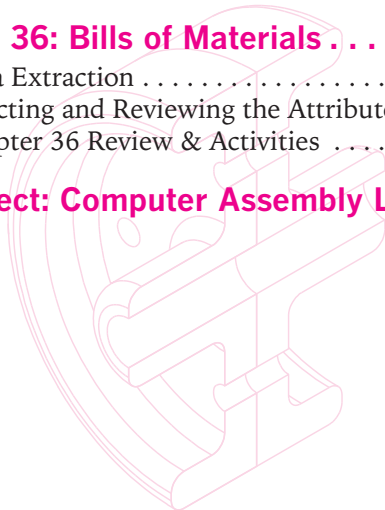 36: Bills of Materials . . . .
a Extraction . . . . . . . . . . . . . . . . . .
cting and Reviewing the Attribute
pter 36 Review & Activities . . . . .
ect: Computer Assembly L